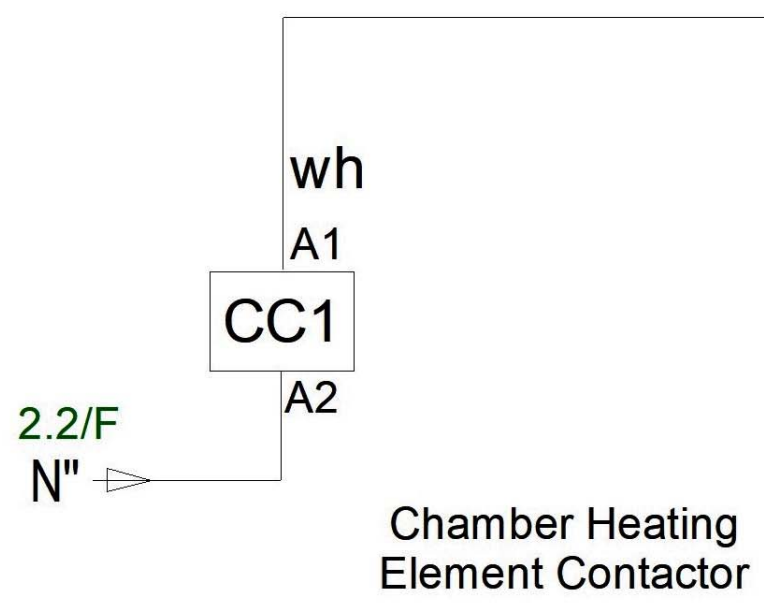 wh
A1
CC1
A2
2.2/F
N"
Chamber Heating
Element Contactor